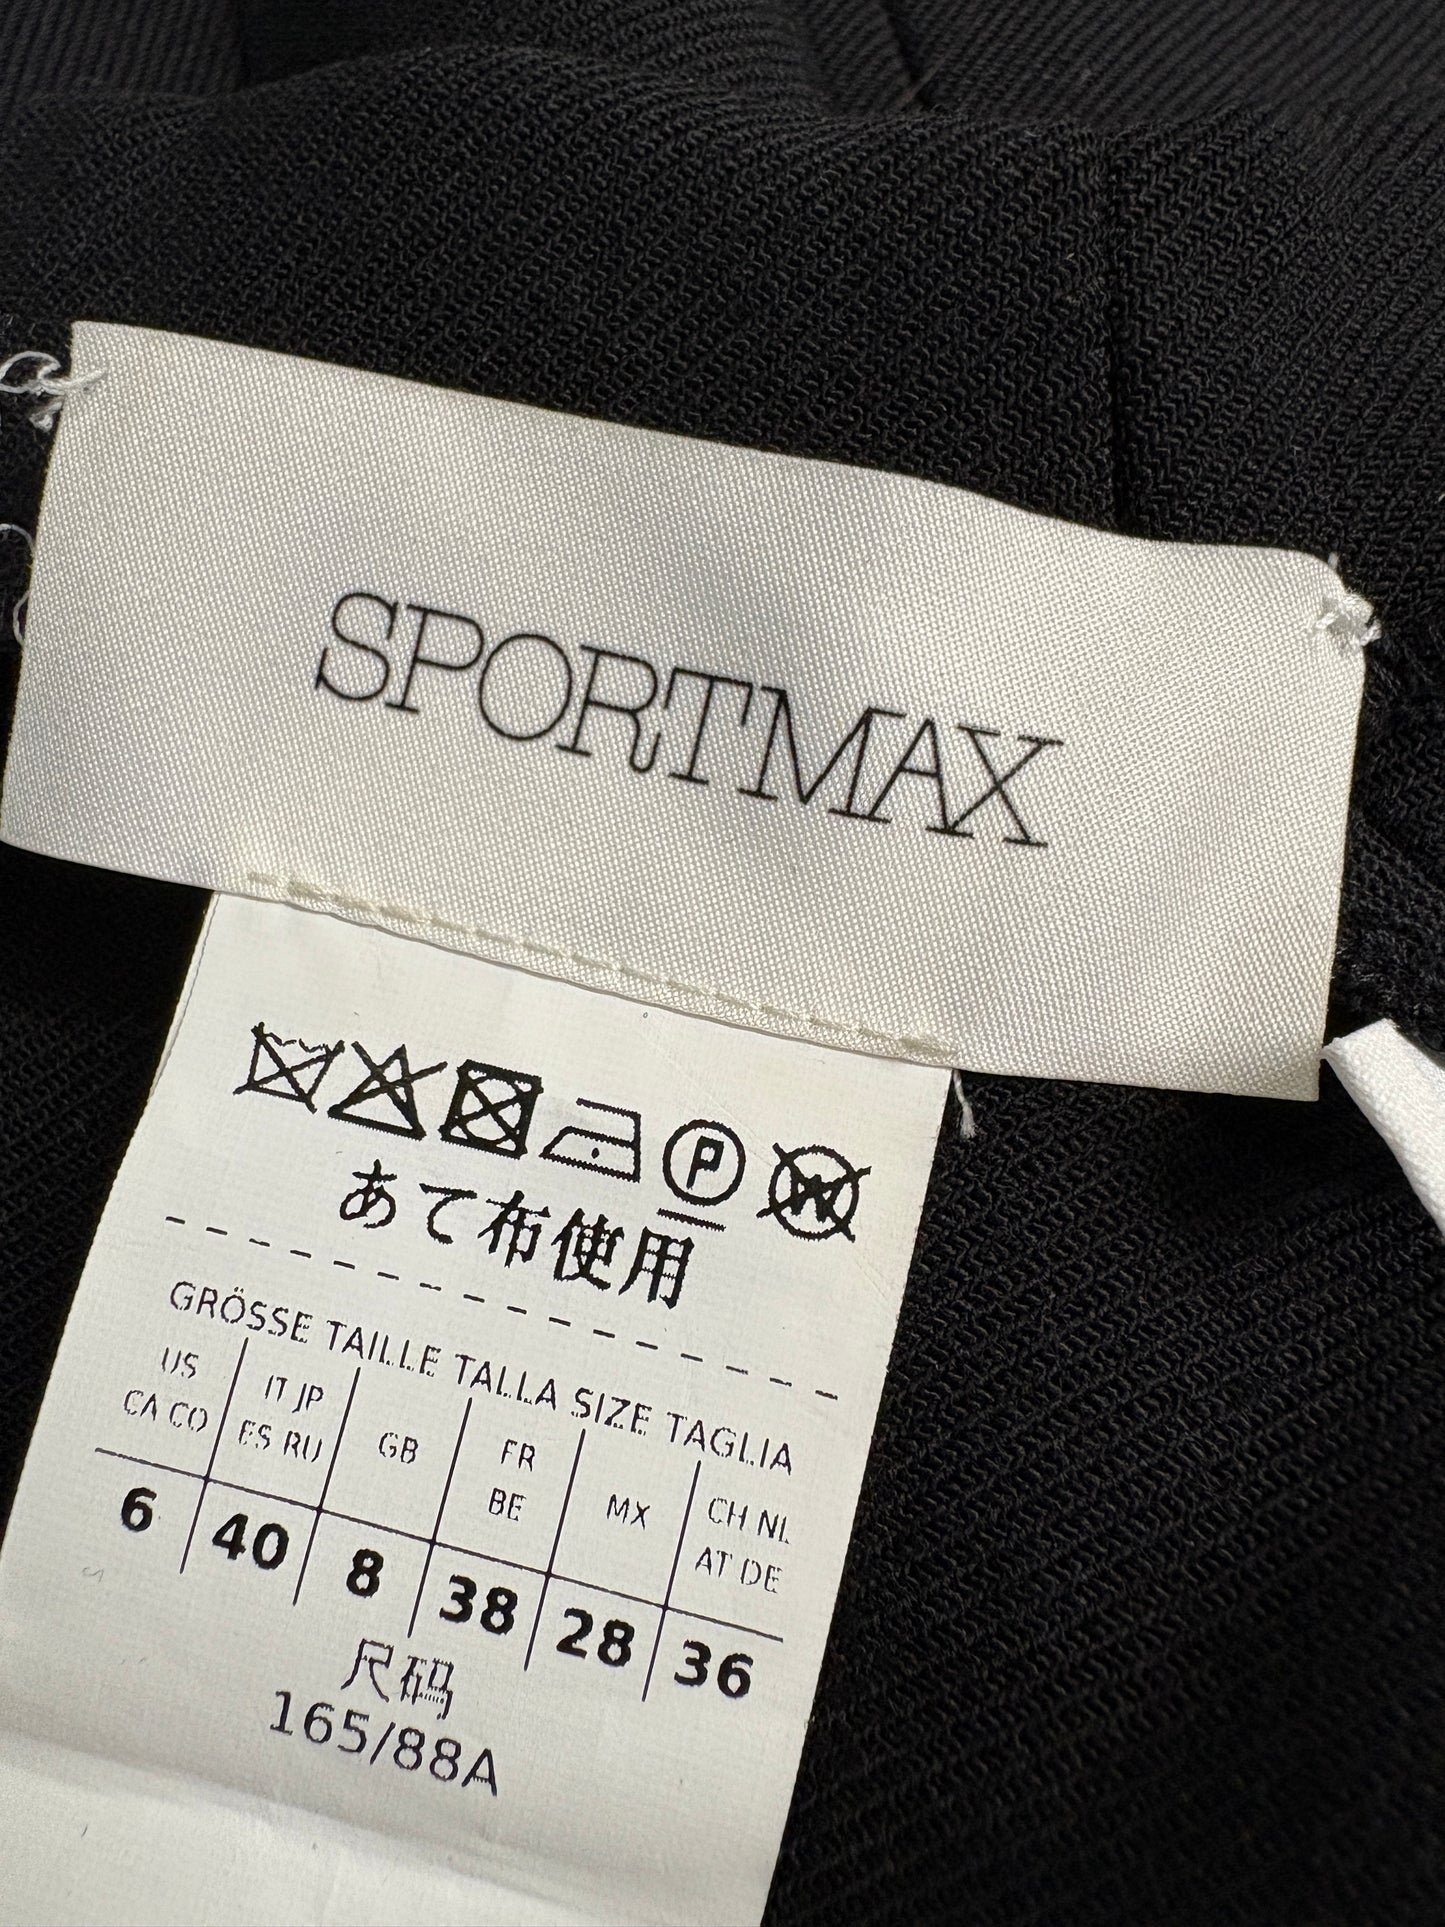 SPORTMAX
P W
あて布使用
GRÖSSE TAILLE TALLA SIZE TAGLIA
US IT JP GB FR MX CH NL
CA CO ES RU BE AT DE
6 40 8 38 28 36
尺码
165/88A